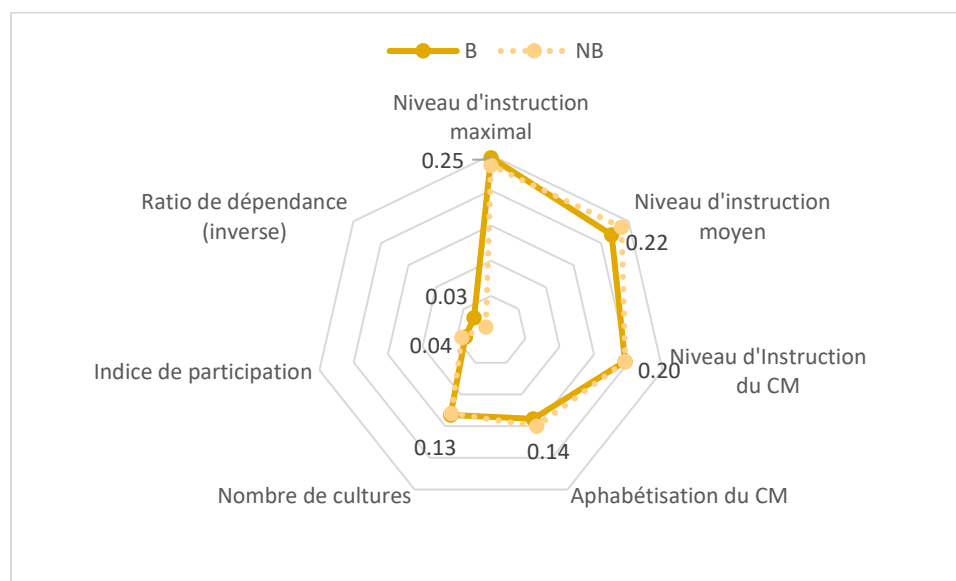 B NB
Niveau d'instruction
maximal
0.25
Ratio de dépendance
(inverse)
Niveau d'instruction
moyen
0.22
0.03
0.04
Niveau d'Instruction
du CM
0.20
Indice de participation
0.13
0.14
Nombre de cultures
Aphabétisation du CM